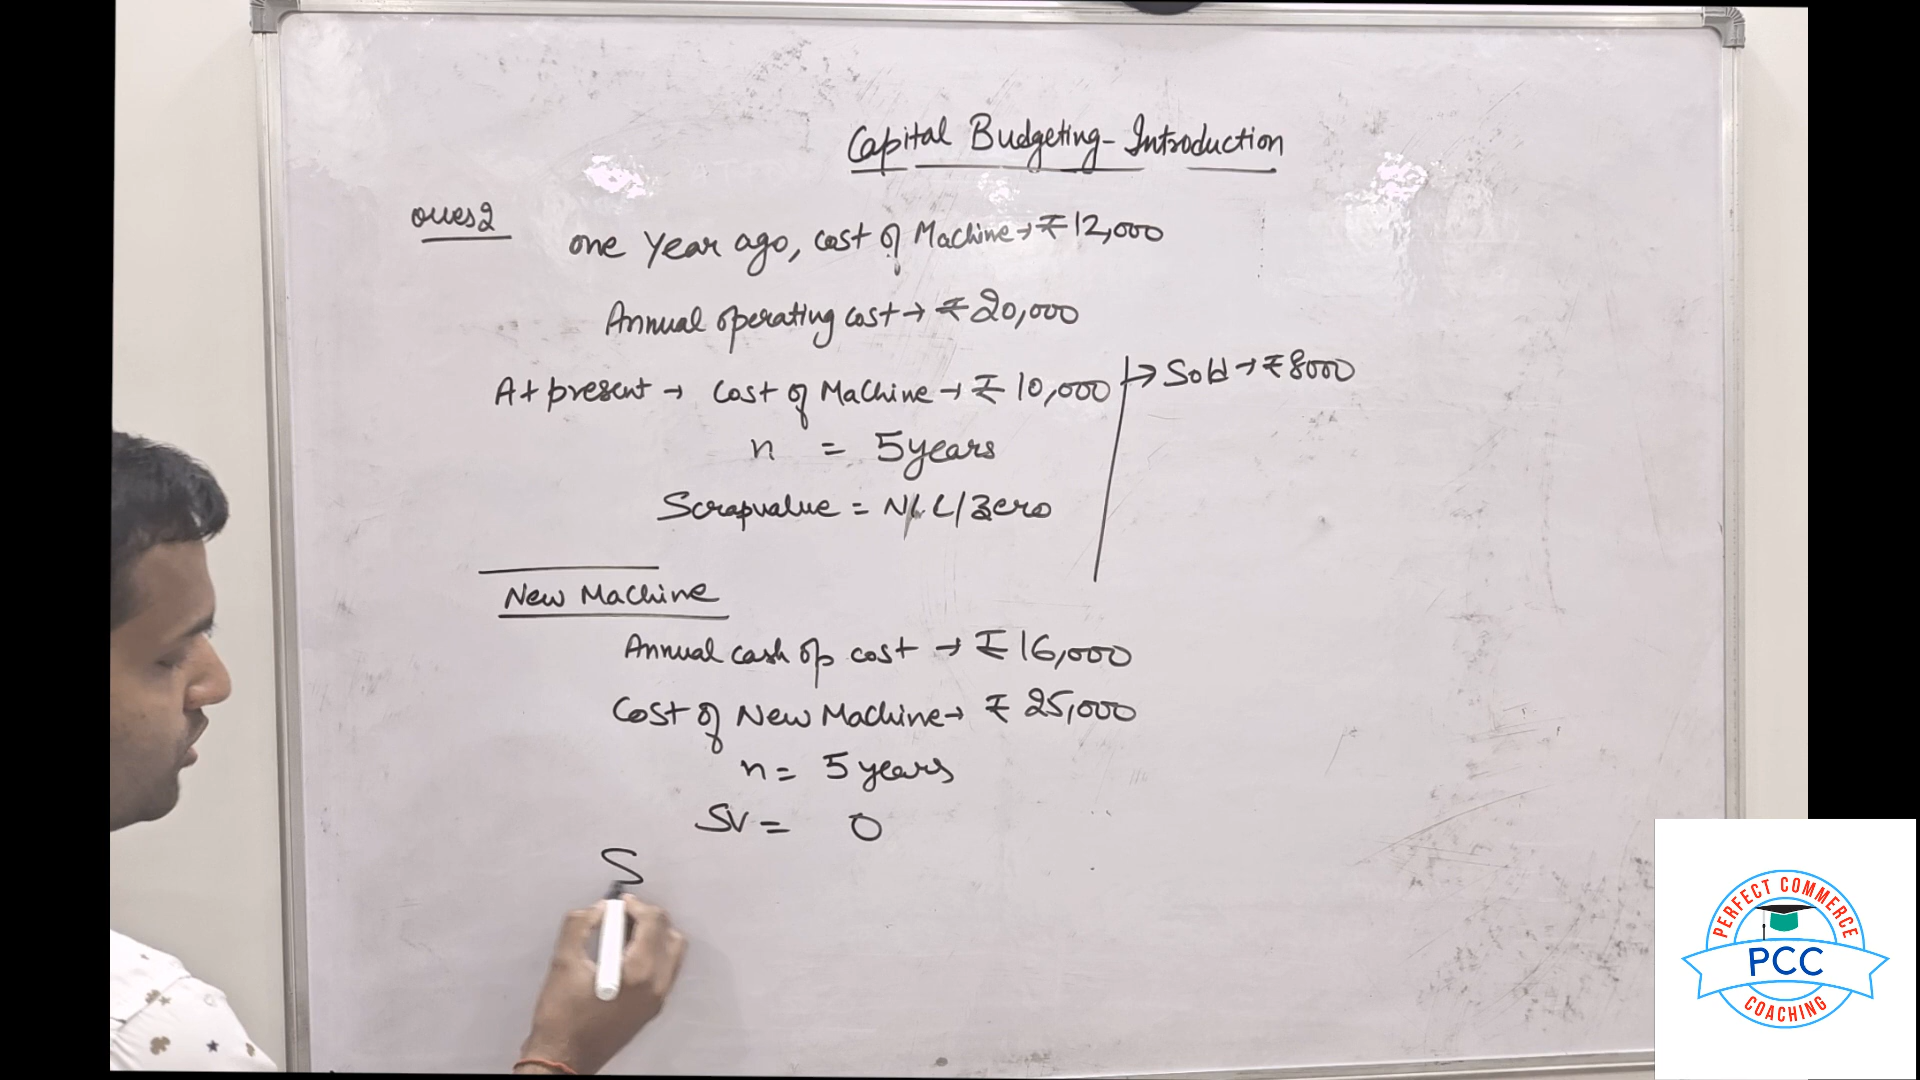 Capital Budgeting - Introduction
Ques2
one Year ago, cost of Machine → ₹12,000
Annual operating cost → ₹20,000
At present → Cost of Machine → ₹ 10,000 → Sold → ₹8000
n = 5 years
Scrapvalue = NIL/Zero
New Machine
Annual cash op cost → ₹ 16,000
Cost of New Machine → ₹ 25,000
n = 5 years
SV = 0
S
PERFECT COMMERCE
PCC
COACHING